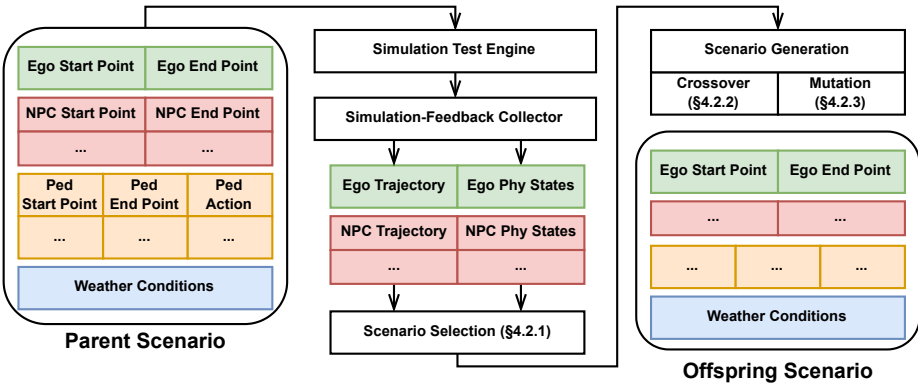 Ego Start Point
Ego End Point
NPC Start Point
NPC End Point
...
...
Ped
Start Point
Ped
End Point
Ped
Action
...
...
...
Weather Conditions
Parent Scenario
Simulation Test Engine
Simulation-Feedback Collector
Ego Trajectory
Ego Phy States
NPC Trajectory
NPC Phy States
...
...
Scenario Selection (§4.2.1)
Scenario Generation
Crossover
(§4.2.2)
Mutation
(§4.2.3)
Ego Start Point
Ego End Point
...
...
...
...
...
Weather Conditions
Offspring Scenario